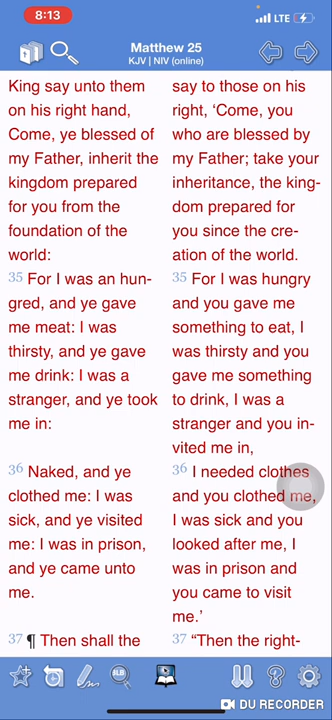 8:13
LTE
Matthew 25
KJV | NIV (online)
King say unto them
on his right hand,
Come, ye blessed of
my Father, inherit the
kingdom prepared
for you from the
foundation of the
world:
35 For I was an hun-
gred, and ye gave
me meat: I was
thirsty, and ye gave
me drink: I was a
stranger, and ye took
me in:
36 Naked, and ye
clothed me: I was
sick, and ye visited
me: I was in prison,
and ye came unto
me.
37 ¶ Then shall the
say to those on his
right, ‘Come, you
who are blessed by
my Father; take your
inheritance, the king-
dom prepared for
you since the cre-
ation of the world.
35 For I was hungry
and you gave me
something to eat, I
was thirsty and you
gave me something
to drink, I was a
stranger and you in-
vited me in,
36 I needed clothes
and you clothed me,
I was sick and you
looked after me, I
was in prison and
you came to visit
me.’
37 “Then the right-
SLB
DU RECORDER